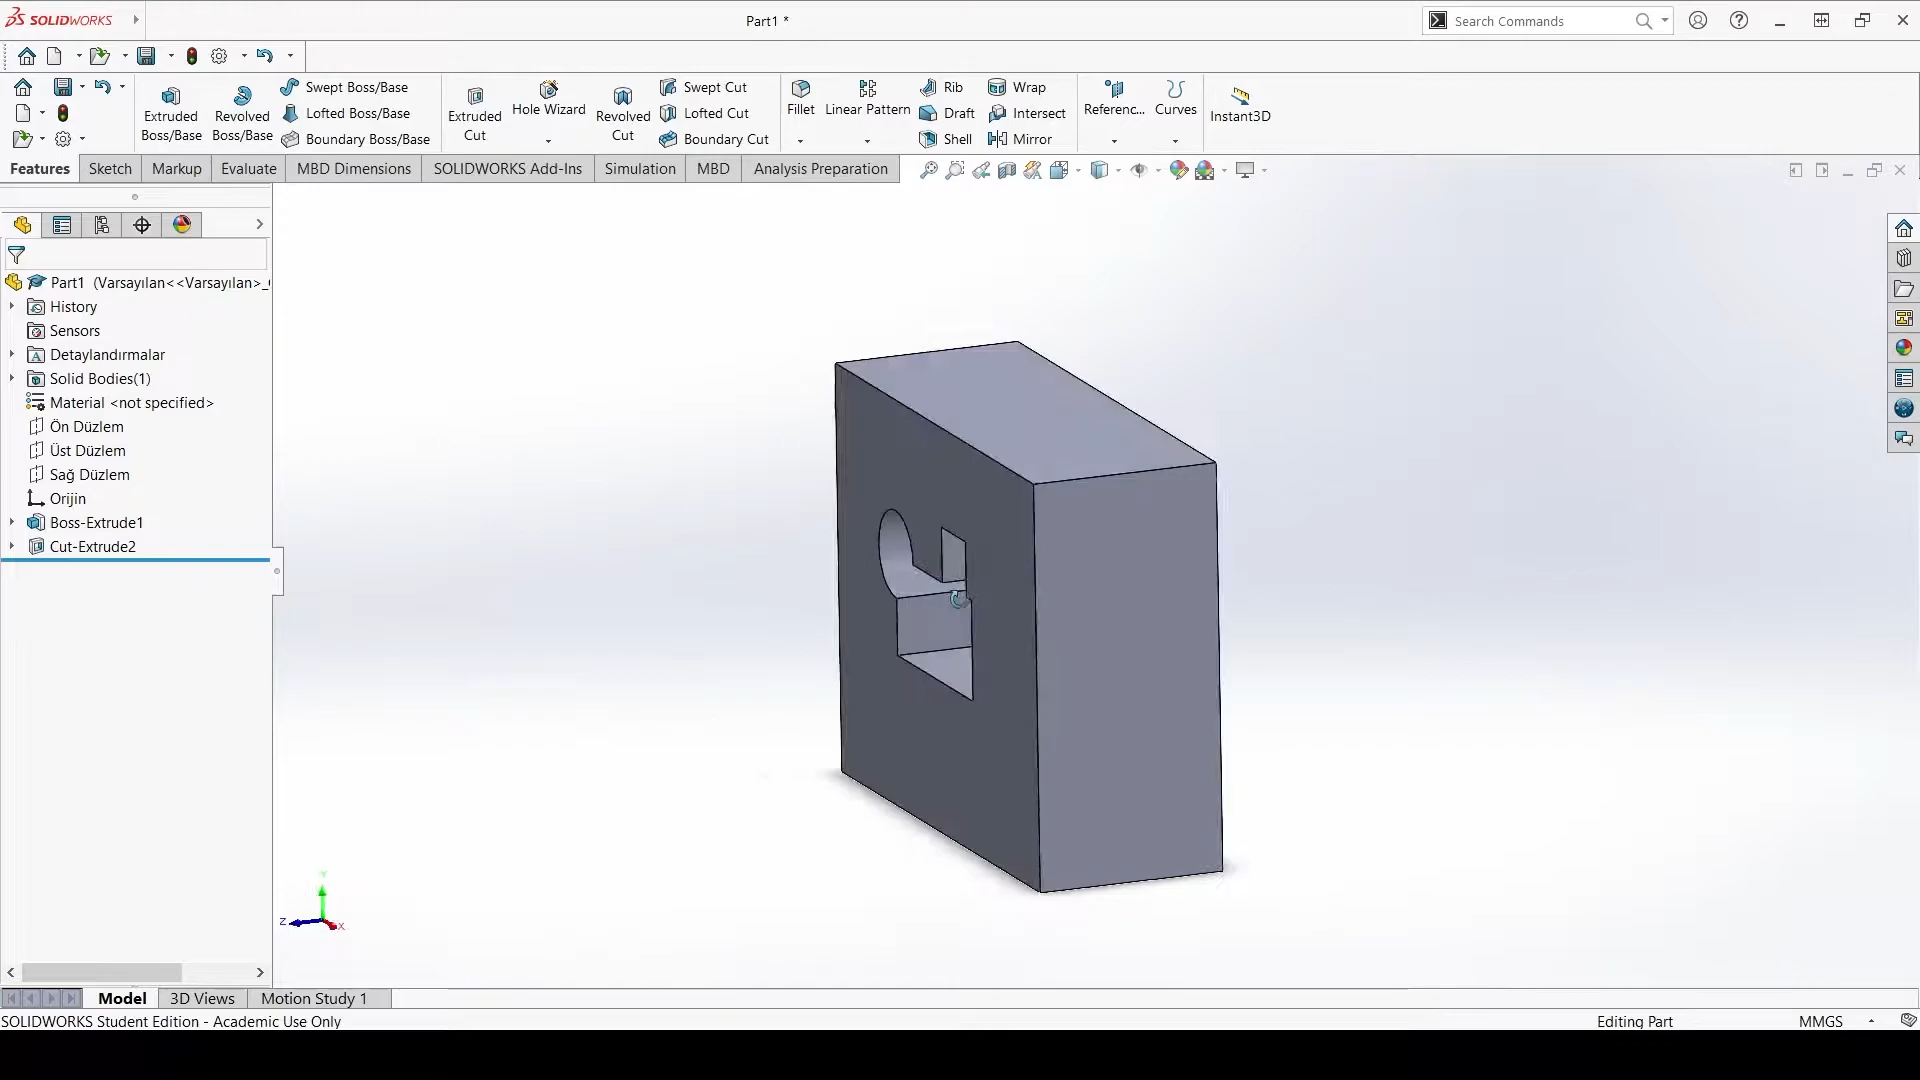 SOLIDWORKS
Part1 *
Search Commands
Extruded Boss/Base
Revolved Boss/Base
Swept Boss/Base
Lofted Boss/Base
Boundary Boss/Base
Extruded Cut
Hole Wizard
Revolved Cut
Swept Cut
Lofted Cut
Boundary Cut
Fillet
Linear Pattern
Rib
Draft
Shell
Wrap
Intersect
Mirror
Referenc...
Curves
Instant3D
Features
Sketch
Markup
Evaluate
MBD Dimensions
SOLIDWORKS Add-Ins
Simulation
MBD
Analysis Preparation
Part1 (Varsayılan<<Varsayılan>_
History
Sensors
Detaylandırmalar
Solid Bodies(1)
Material <not specified>
Ön Düzlem
Üst Düzlem
Sağ Düzlem
Orijin
Boss-Extrude1
Cut-Extrude2
Y
Z
X
Model
3D Views
Motion Study 1
SOLIDWORKS Student Edition - Academic Use Only
Editing Part
MMGS